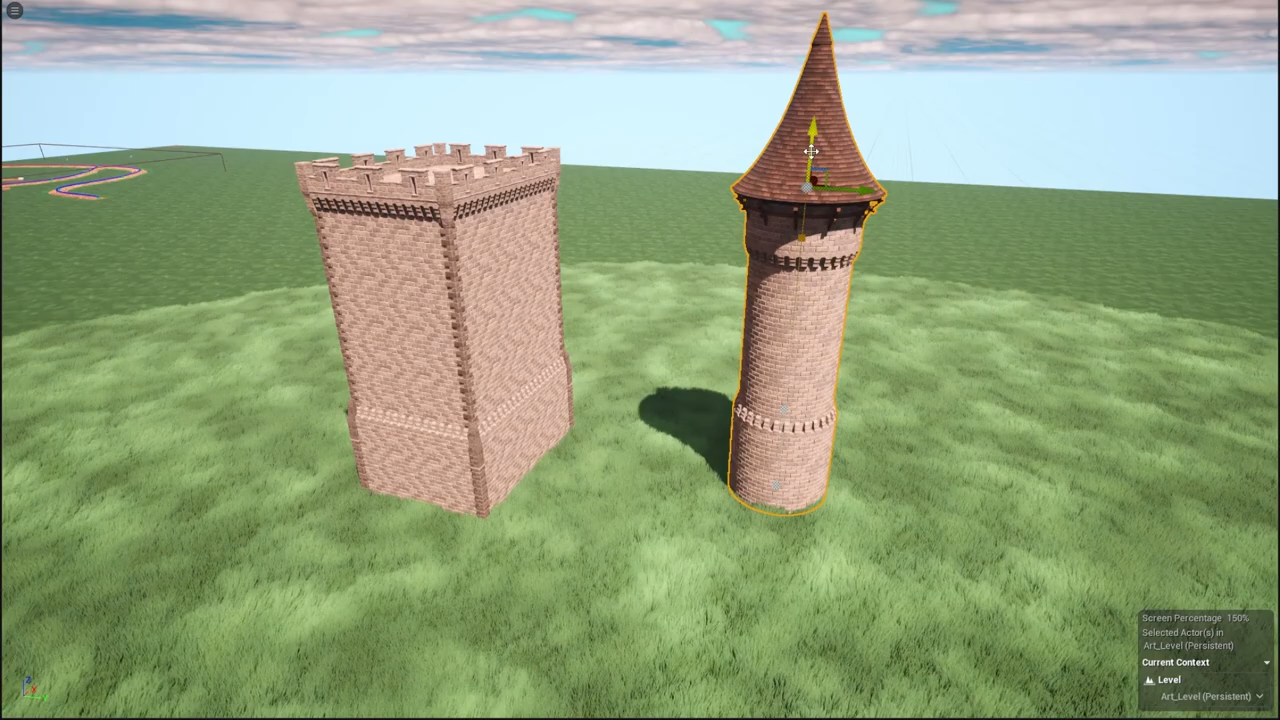 Screen Percentage 150%
Selected Actor(s) in
Art_Level (Persistent)
Current Context
Level
Art_Level (Persistent)